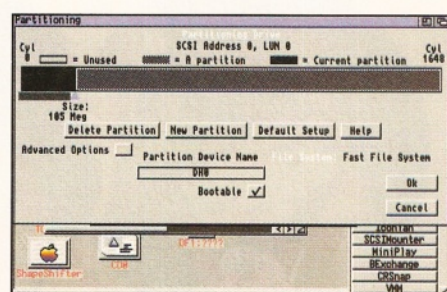 Partitioning
Partitioning Drive
SCSI Address 0, LUN 0
Cyl 0
= Unused
= A partition
= Current partition
Cyl 1648
Size:
105 Meg
Delete Partition
New Partition
Default Setup
Help
Advanced Options
Partition Device Name
File System:
Fast File System
DH0
Bootable
Ok
Cancel
DF1:????
IconIan
SCSIMounter
MiniPlay
BExchange
CRSnap
VMM
ShapeShifter